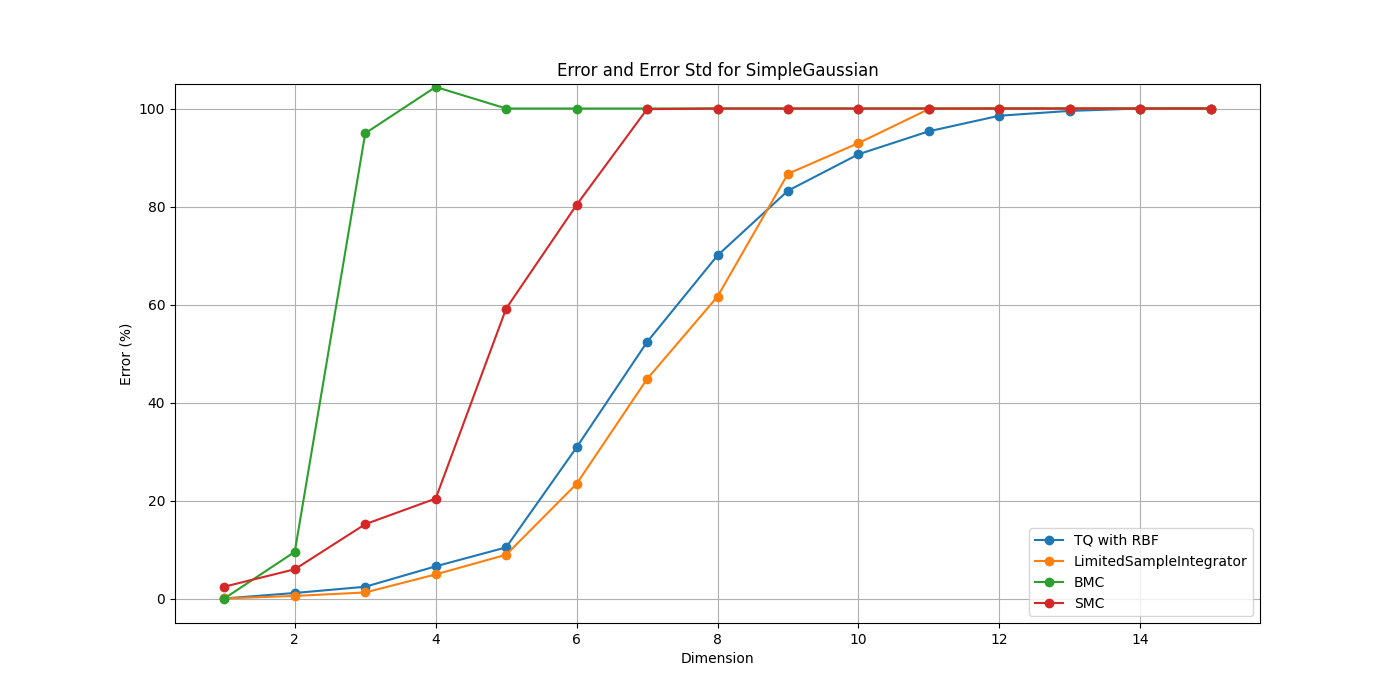 Error and Error Std for SimpleGaussian
100
80
60
40
20
0
Error (%)
2
4
6
8
10
12
14
Dimension
TQ with RBF
LimitedSampleIntegrator
BMC
SMC